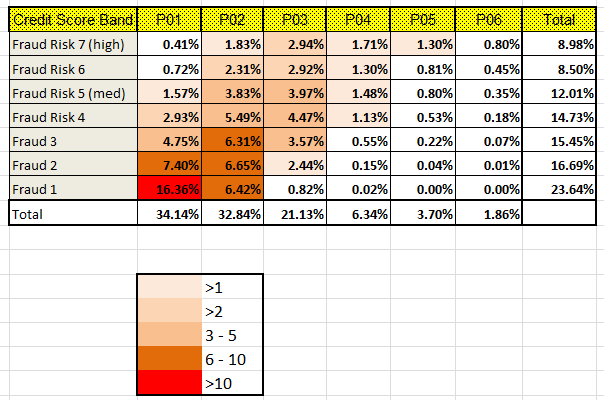 Credit Score Band P01 P02 P03 P04 P05 P06 Total
Fraud Risk 7 (high) 0.41% 1.83% 2.94% 1.71% 1.30% 0.80% 8.98%
Fraud Risk 6 0.72% 2.31% 2.92% 1.30% 0.81% 0.45% 8.50%
Fraud Risk 5 (med) 1.57% 3.83% 3.97% 1.48% 0.80% 0.35% 12.01%
Fraud Risk 4 2.93% 5.49% 4.47% 1.13% 0.53% 0.18% 14.73%
Fraud 3 4.75% 6.31% 3.57% 0.55% 0.22% 0.07% 15.45%
Fraud 2 7.40% 6.65% 2.44% 0.15% 0.04% 0.01% 16.69%
Fraud 1 16.36% 6.42% 0.82% 0.02% 0.00% 0.00% 23.64%
Total 34.14% 32.84% 21.13% 6.34% 3.70% 1.86%
>1
>2
3 - 5
6 - 10
>10